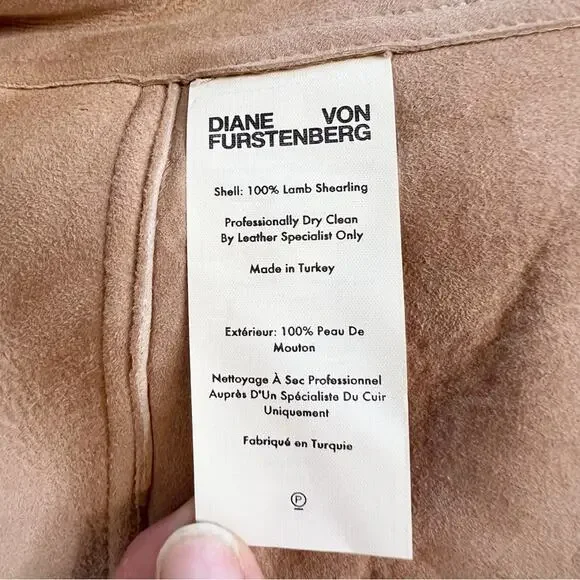 DIANE VON
FURSTENBERG
Shell: 100% Lamb Shearling
Professionally Dry Clean
By Leather Specialist Only
Made in Turkey
Extérieur: 100% Peau De
Mouton
Nettoyage À Sec Professionnel
Auprès D'Un Spécialiste Du Cuir
Uniquement
Fabriqué en Turquie
P